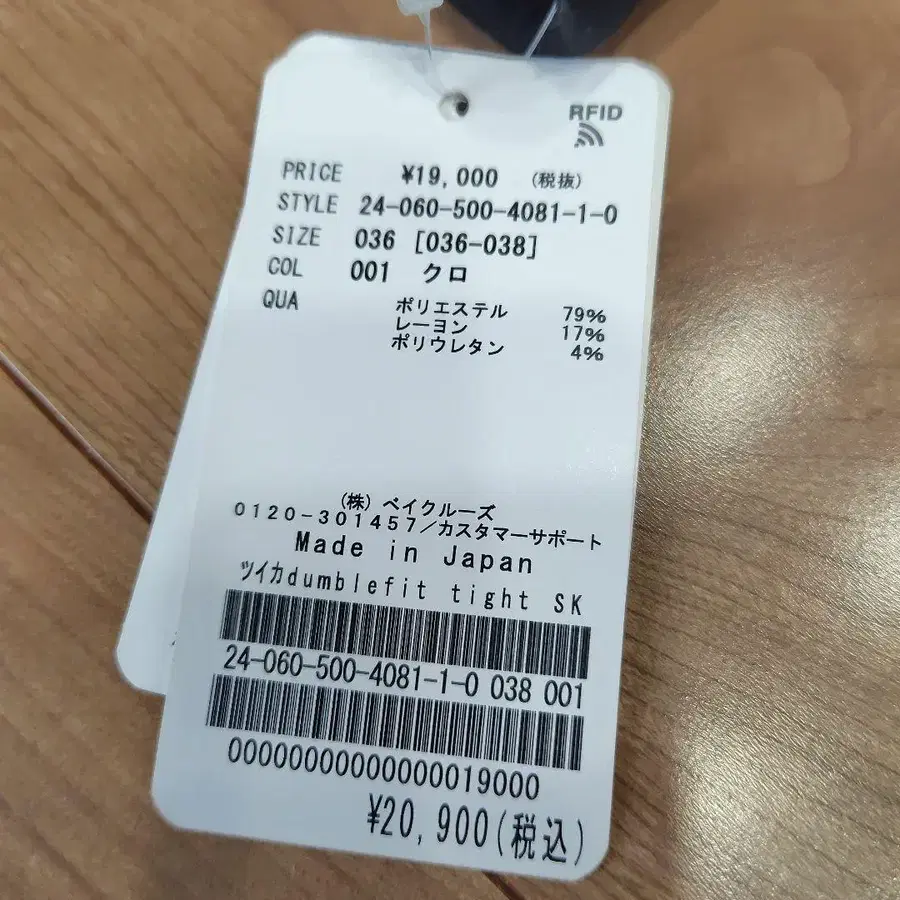 RFID
PRICE ¥19,000 (税抜)
STYLE 24-060-500-4081-1-0
SIZE 036 [036-038]
COL 001 クロ
QUA ポリエステル 79%
レーヨン 17%
ポリウレタン 4%
(株) ベイクルーズ
0120-301457/カスタマーサポート
Made in Japan
ツイカdumblefit tight SK
24-060-500-4081-1-0 038 001
0000000000000019000
¥20,900(税込)